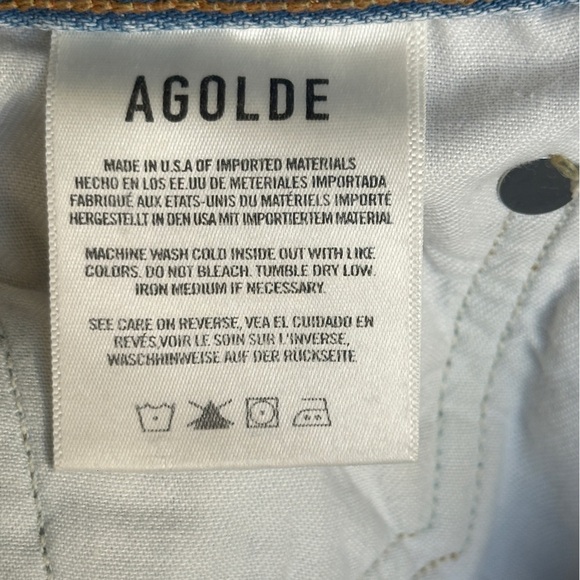 AGOLDE
MADE IN U.S.A OF IMPORTED MATERIALS
HECHO EN LOS EE.UU DE METERIALES IMPORTADA
FABRIQUÉ AUX ETATS-UNIS DU MATÉRIELS IMPORTÉ
HERGESTELLT IN DEN USA MIT IMPORTIERTEM MATERIAL
MACHINE WASH COLD INSIDE OUT WITH LIKE
COLORS. DO NOT BLEACH. TUMBLE DRY LOW.
IRON MEDIUM IF NECESSARY.
SEE CARE ON REVERSE, VEA EL CUIDADO EN
REVÉS, VOIR LE SOIN SUR L'INVERSE,
WASCHHINWEISE AUF DER RUCKSEITE